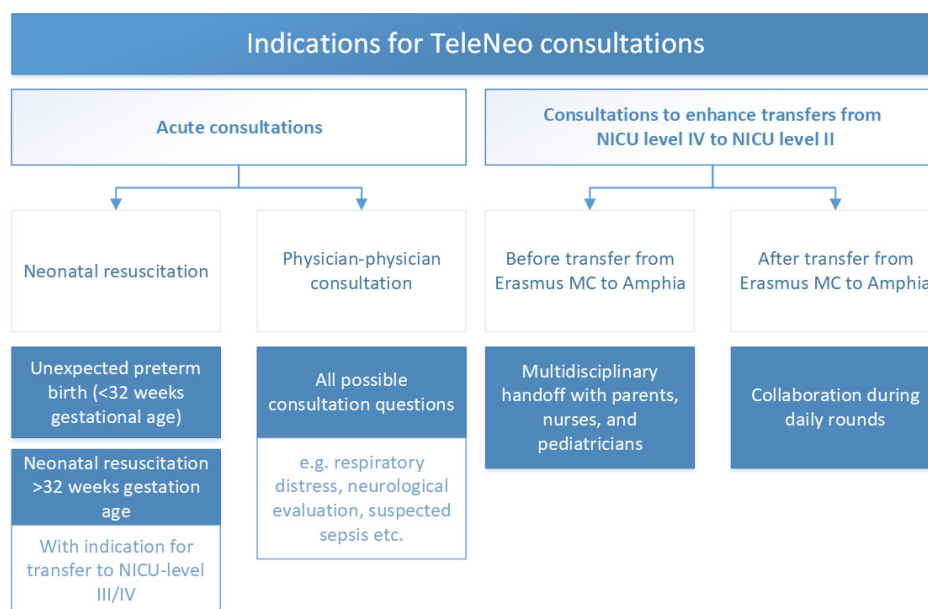 Indications for TeleNeo consultations
Acute consultations
Consultations to enhance transfers from
NICU level IV to NICU level II
Neonatal resuscitation
Physician-physician
consultation
Before transfer from
Erasmus MC to Amphia
After transfer from
Erasmus MC to Amphia
Unexpected preterm
birth (<32 weeks
gestational age)
Neonatal resuscitation
>32 weeks gestation
age
With indication for
transfer to NICU-level
III/IV
All possible
consultation questions
e.g. respiratory
distress, neurological
evaluation, suspected
sepsis etc.
Multidisciplinary
handoff with parents,
nurses, and
pediatricians
Collaboration during
daily rounds